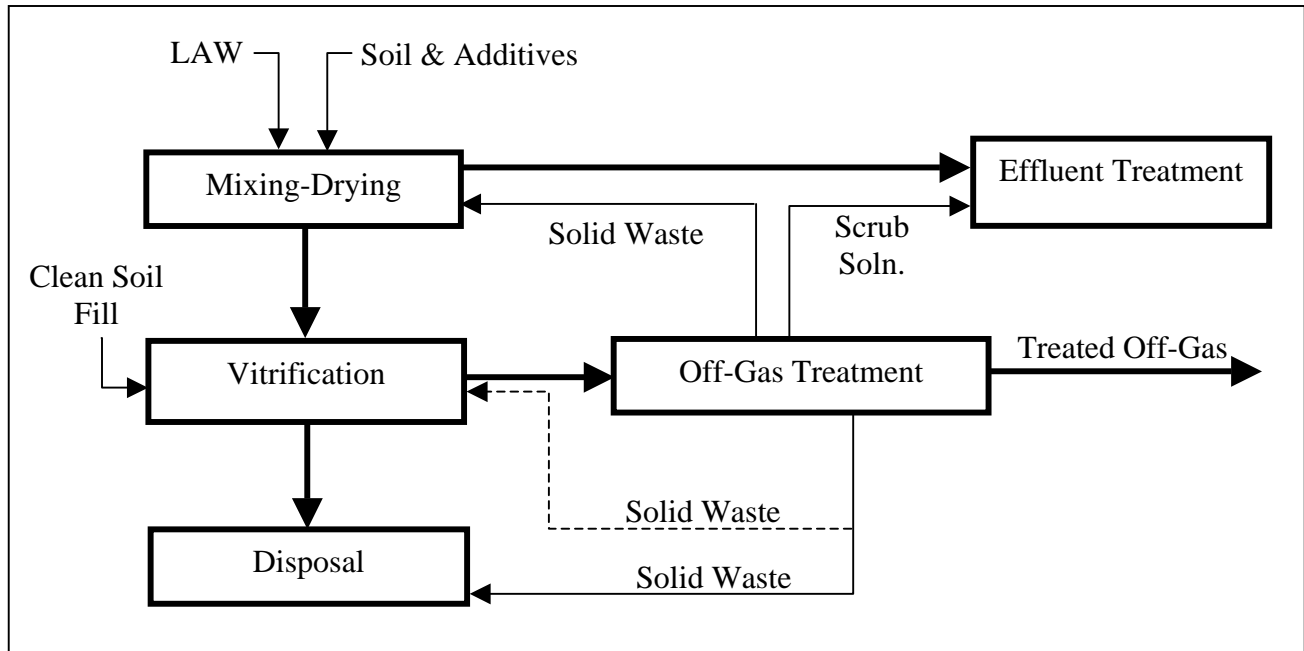 LAW
Soil & Additives
Mixing-Drying
Effluent Treatment
Solid Waste
Scrub
Soln.
Clean Soil
Fill
Vitrification
Off-Gas Treatment
Treated Off-Gas
Solid Waste
Disposal
Solid Waste